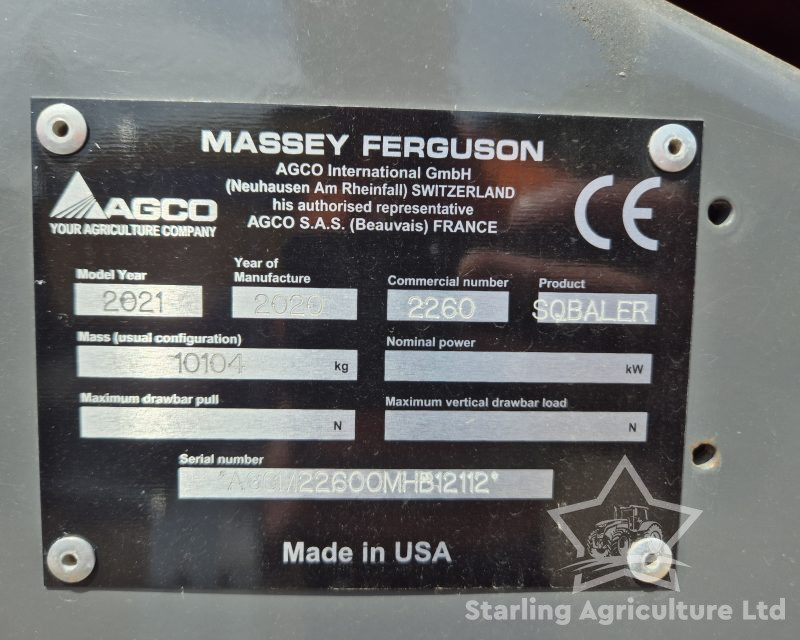 MASSEY FERGUSON
AGCO International GmbH
(Neuhausen Am Rheinfall) SWITZERLAND
his authorised representative
AGCO S.A.S. (Beauvais) FRANCE
AGCO
YOUR AGRICULTURE COMPANY
CE
Model Year
2021
Year of
Manufacture
2020
Commercial number
2260
Product
SQBALER
Mass (usual configuration)
10104 kg
Nominal power
kW
Maximum drawbar pull
N
Maximum vertical drawbar load
N
Serial number
*AGCM22600MHB12112*
Made in USA
Starling Agriculture Ltd